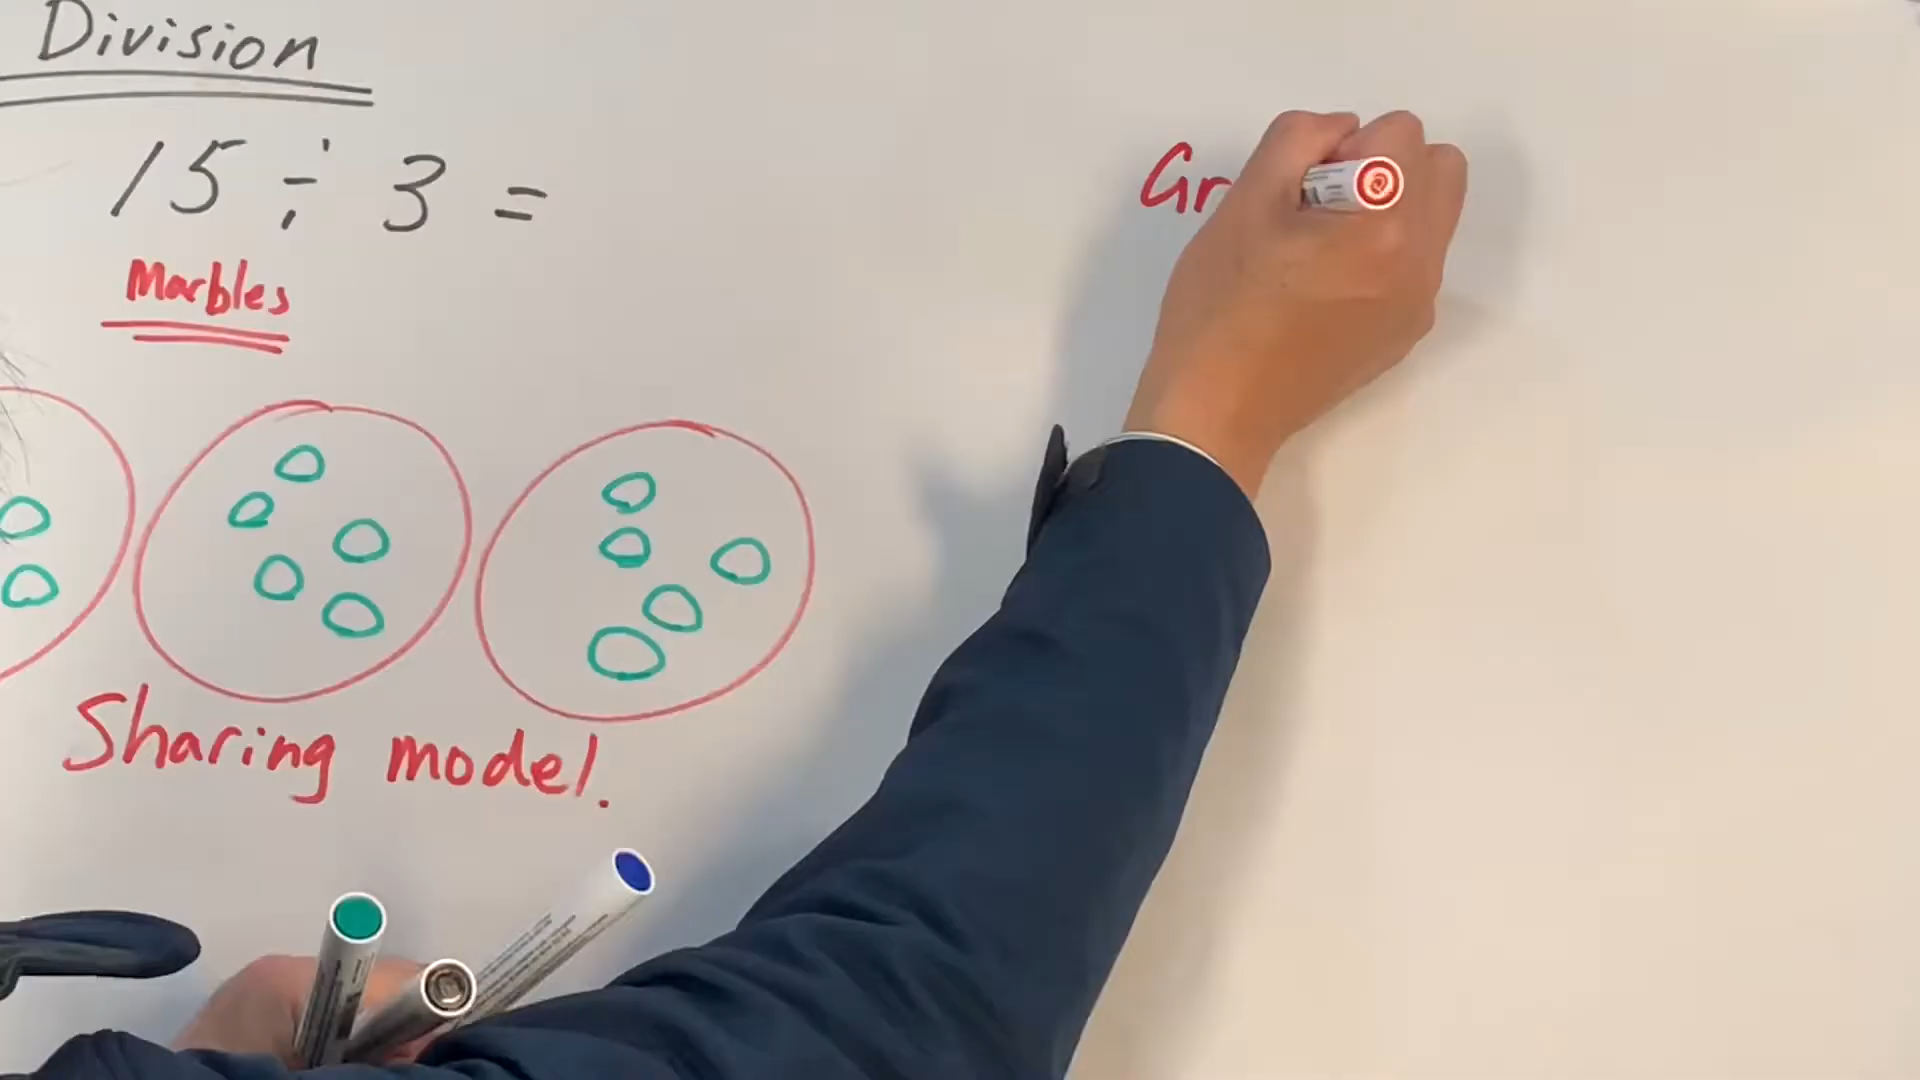 Division
15 ÷ 3 =
Marbles
Gr
Sharing model.